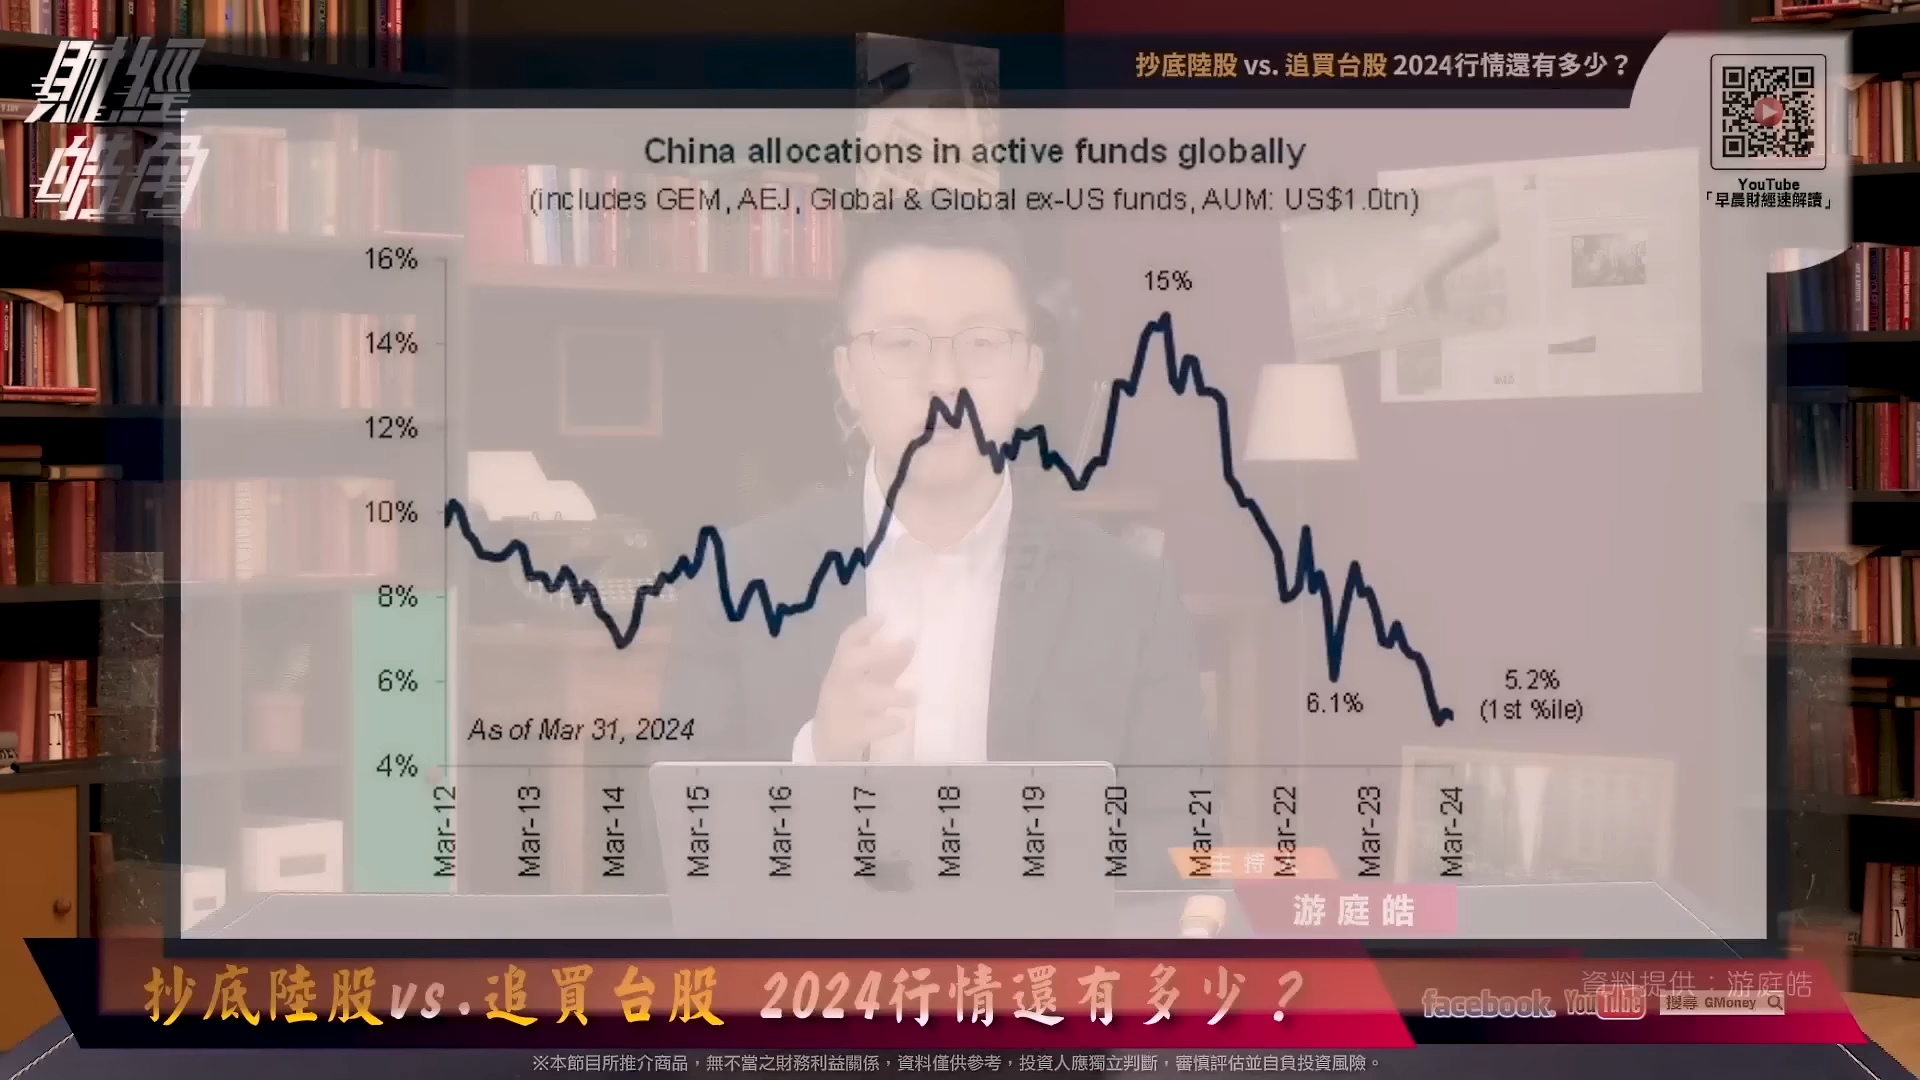 財經
皓角
抄底陸股 vs. 追買台股 2024行情還有多少？
YouTube
「早晨財經速解讀」
China allocations in active funds globally
(includes GEM, AEJ, Global & Global ex-US funds, AUM: US$1.0tn)
16%
14%
12%
10%
8%
6%
4%
15%
6.1%
5.2%
(1st %ile)
As of Mar 31, 2024
Mar-12
Mar-13
Mar-14
Mar-15
Mar-16
Mar-17
Mar-18
Mar-19
Mar-20
Mar-21
Mar-22
Mar-23
Mar-24
主持
游庭皓
抄底陸股vs.追買台股 2024行情還有多少？
資料提供：游庭皓
facebook. YouTube 搜尋 GMoney
※本節目所推介商品，無不當之財務利益關係，資料僅供參考，投資人應獨立判斷，審慎評估並自負投資風險。